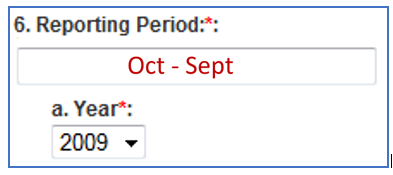 6. Reporting Period:*:
Oct - Sept
a. Year*:
2009